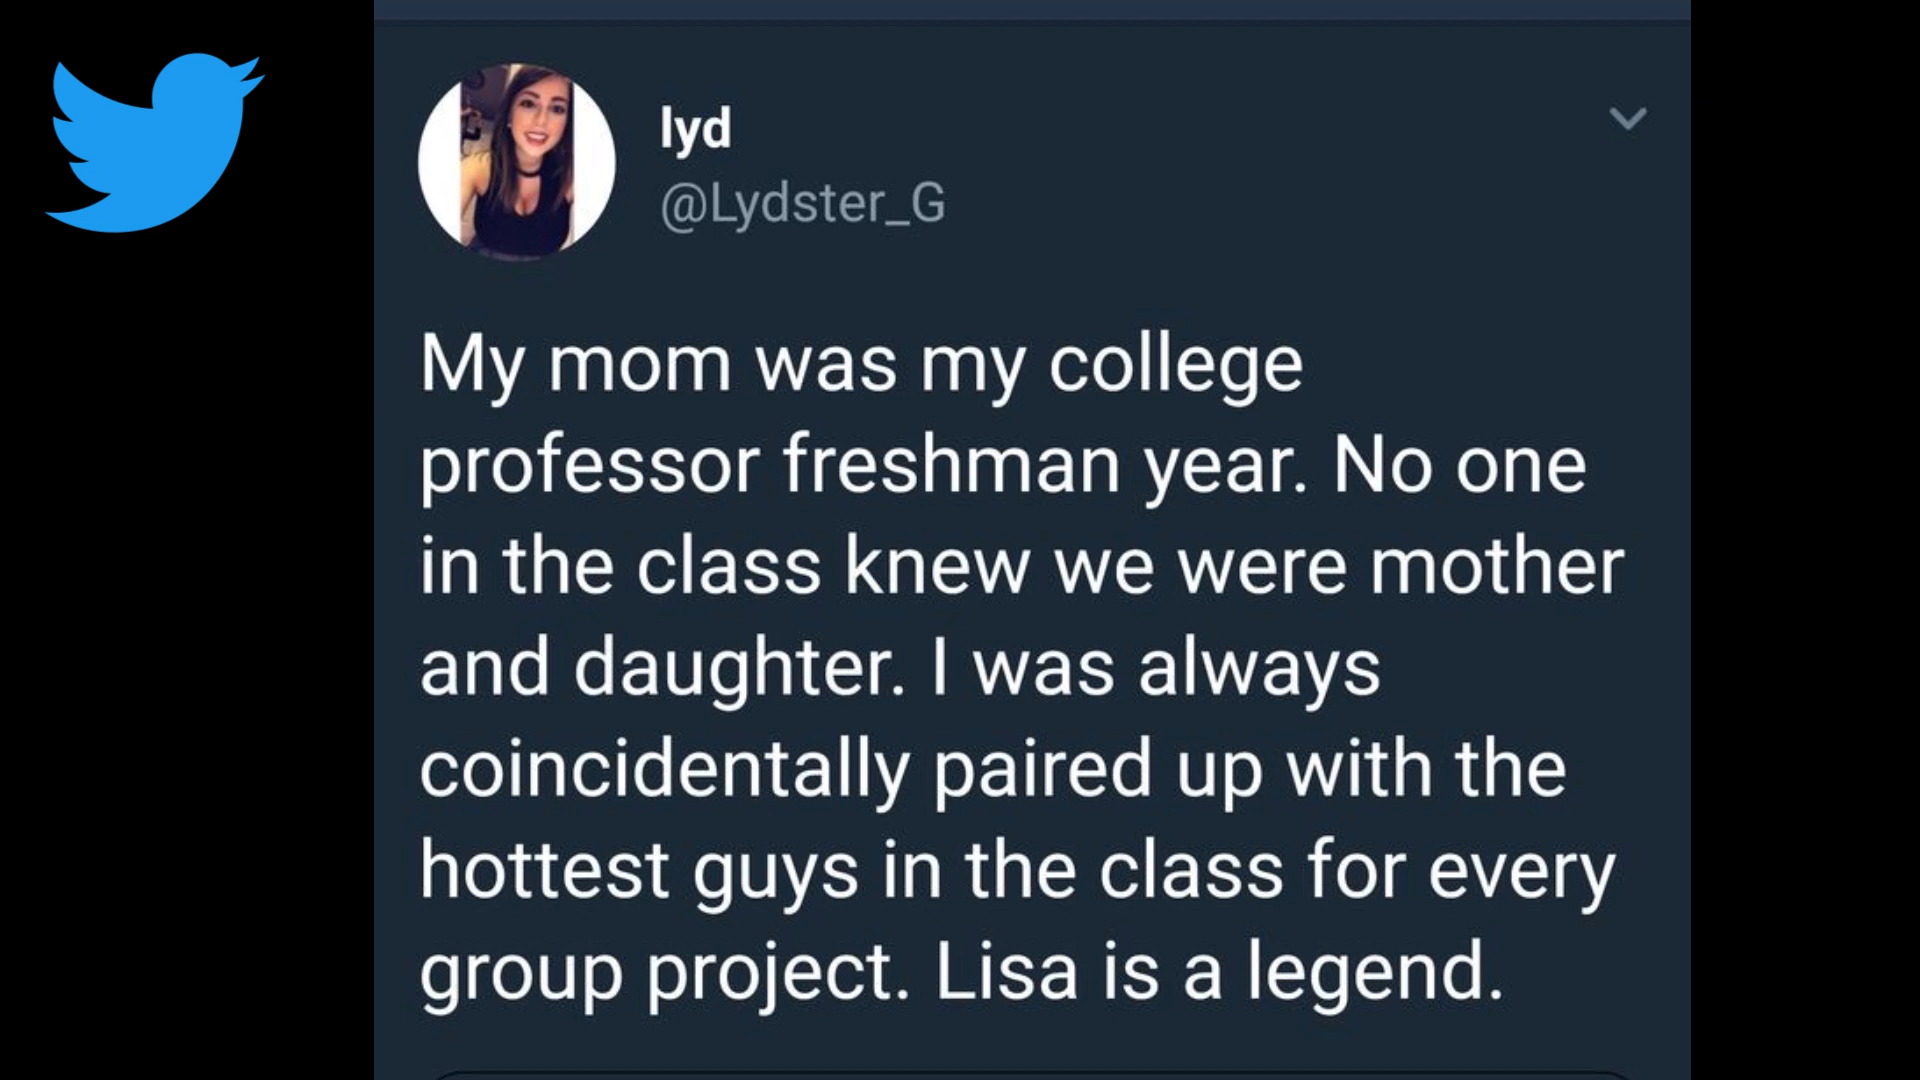 lyd
@Lydster_G
My mom was my college
professor freshman year. No one
in the class knew we were mother
and daughter. I was always
coincidentally paired up with the
hottest guys in the class for every
group project. Lisa is a legend.